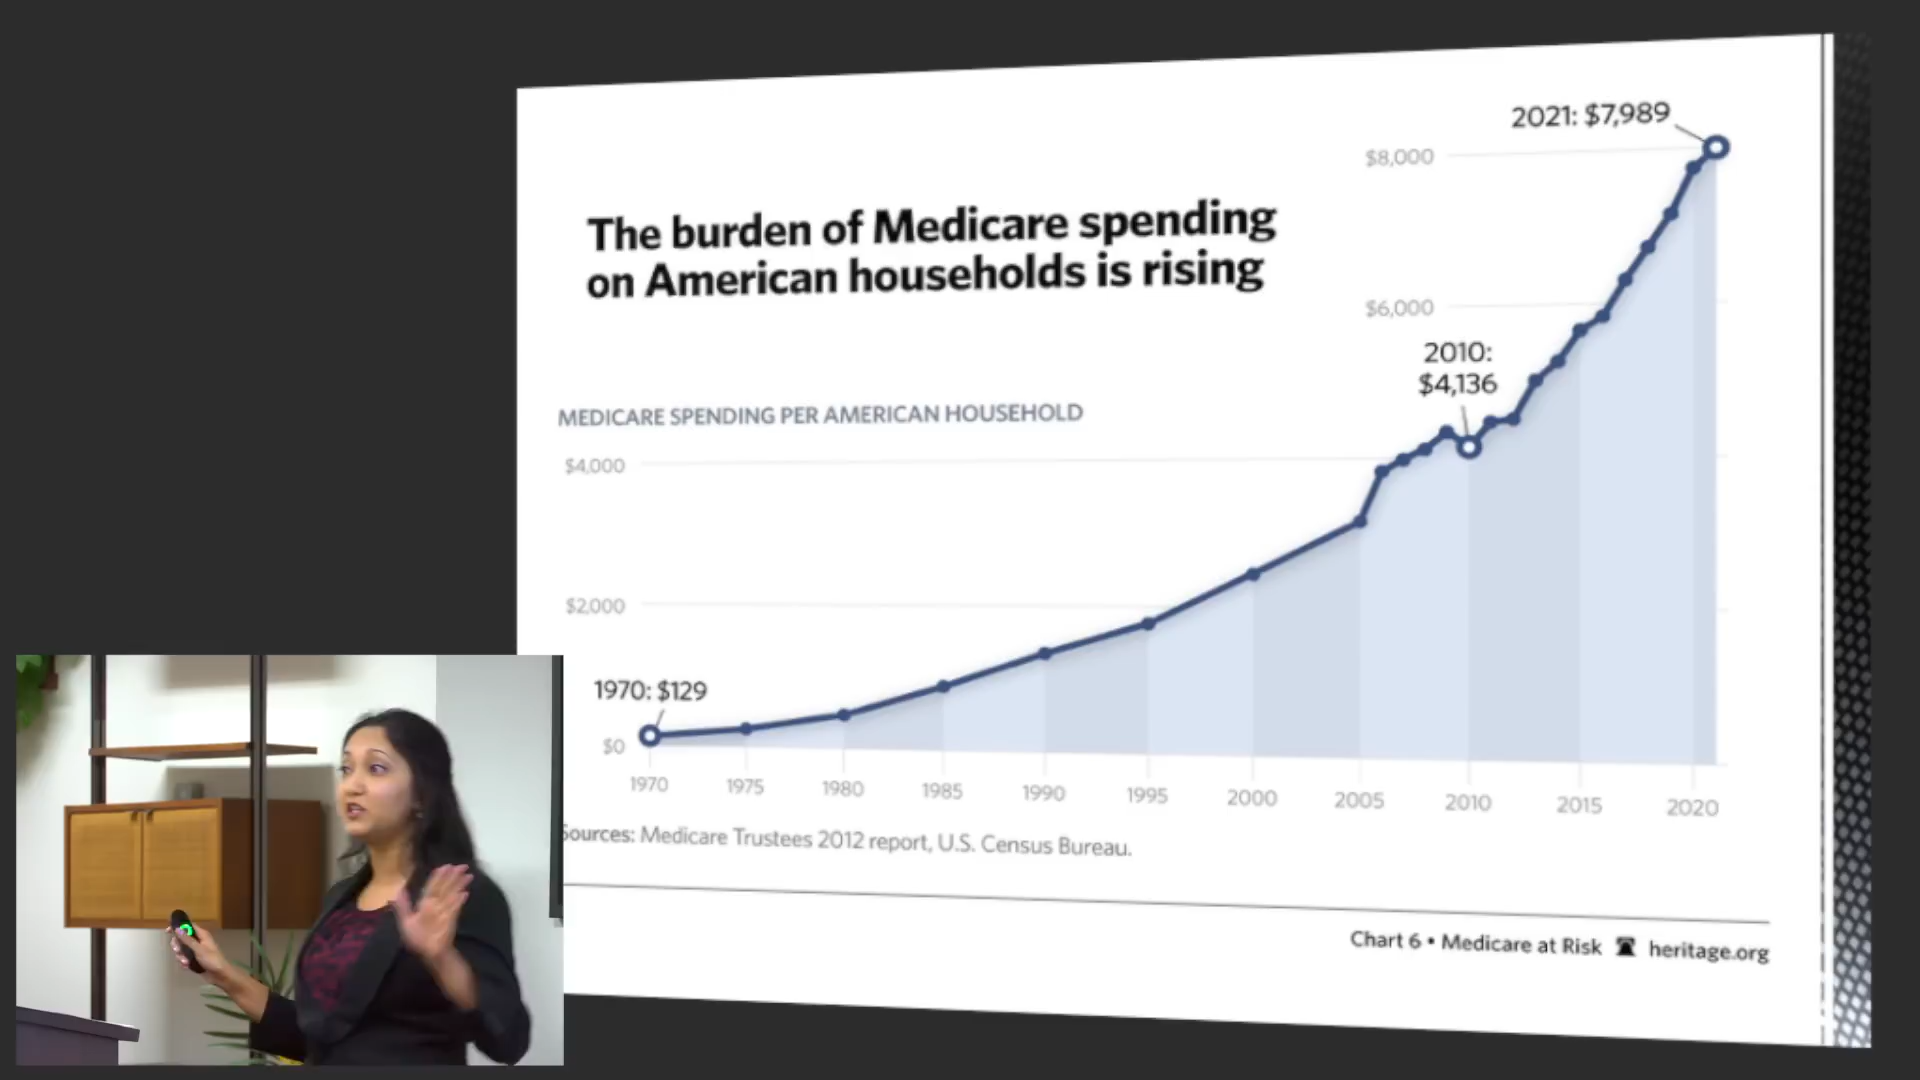 2021: $7,989
$8,000
The burden of Medicare spending
on American households is rising
$6,000
2010:
$4,136
MEDICARE SPENDING PER AMERICAN HOUSEHOLD
$4,000
$2,000
1970: $129
$0
1970 1975 1980 1985 1990 1995 2000 2005 2010 2015 2020
Sources: Medicare Trustees 2012 report, U.S. Census Bureau.
Chart 6 • Medicare at Risk heritage.org